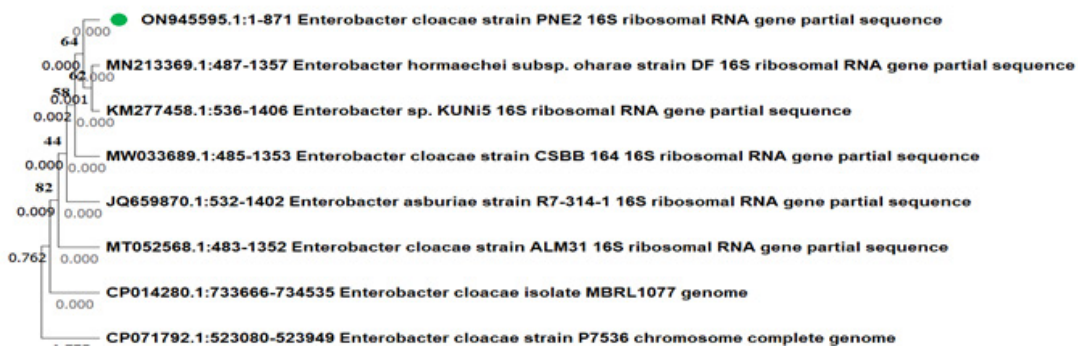 ON945595.1:1-871 Enterobacter cloacae strain PNE2 16S ribosomal RNA gene partial sequence
0.000
64
0.000
MN213369.1:487-1357 Enterobacter hormaechei subsp. oharae strain DF 16S ribosomal RNA gene partial sequence
62
0.000
58
0.001
KM277458.1:536-1406 Enterobacter sp. KUNi5 16S ribosomal RNA gene partial sequence
0.002
0.000
44
MW033689.1:485-1353 Enterobacter cloacae strain CSBB 164 16S ribosomal RNA gene partial sequence
0.000
0.000
82
JQ659870.1:532-1402 Enterobacter asburiae strain R7-314-1 16S ribosomal RNA gene partial sequence
0.009
0.000
MT052568.1:483-1352 Enterobacter cloacae strain ALM31 16S ribosomal RNA gene partial sequence
0.762
0.000
CP014280.1:733666-734535 Enterobacter cloacae isolate MBRL1077 genome
0.000
CP071792.1:523080-523949 Enterobacter cloacae strain P7536 chromosome complete genome